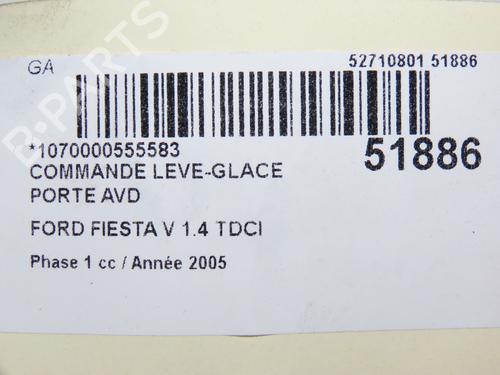 GA
52710801 51886
*1070000555583
51886
COMMANDE LEVE-GLACE
PORTE AVD
FORD FIESTA V 1.4 TDCI
Phase 1 cc / Année 2005
B-PARTS